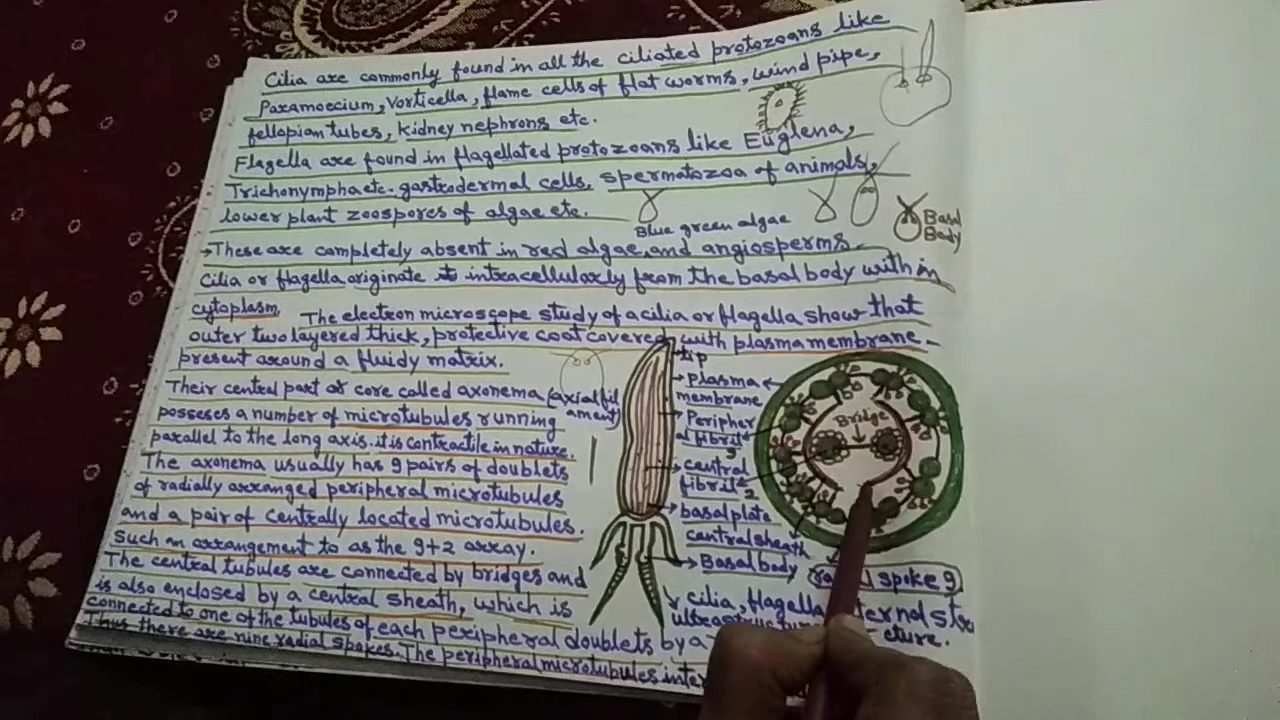 Cilia are commonly found in all the ciliated protozoans like
Paramoecium, Vorticella, flame cells of flat worms, wind pipe,
fellopian tubes, kidney nephrons etc.
Flagella are found in flagellated protozoans like Euglena,
Trichonympha etc. gastrodermal cells, spermatozoa of animals,
lower plant zoospores of algae etc.
Blue green algae
Basal
Body
→These are completely absent in red algae, and angiosperms.
Cilia or flagella originate intracellularly from the basal body with in
cytoplasm. The electron microscope study of a cilia or flagella show that
outer two layered thick, protective coat covered with plasma membrane
present around a fluidy matrix.
Their central part or core called axonema (axial fil
ament)
posseses a number of microtubules running
parallel to the long axis. it is contractile in nature.
The axonema usually has 9 pairs of doublets
of radially arranged peripheral microtubules
and a pair of centrally located microtubules.
Such an arrangement to as the 9+2 array.
The central tubules are connected by bridges and
is also enclosed by a central sheath, which is
connected to one of the tubules of each peripheral doublets by a
Thus there are nine radial spokes. The peripheral microtubules inter
tip
plasma
membrane
Peripher
al fibril
9
central
fibril 2
basal plate
central sheath
Basal body
Bridge
spoke 9
cilia, flagella
ultra
cture.